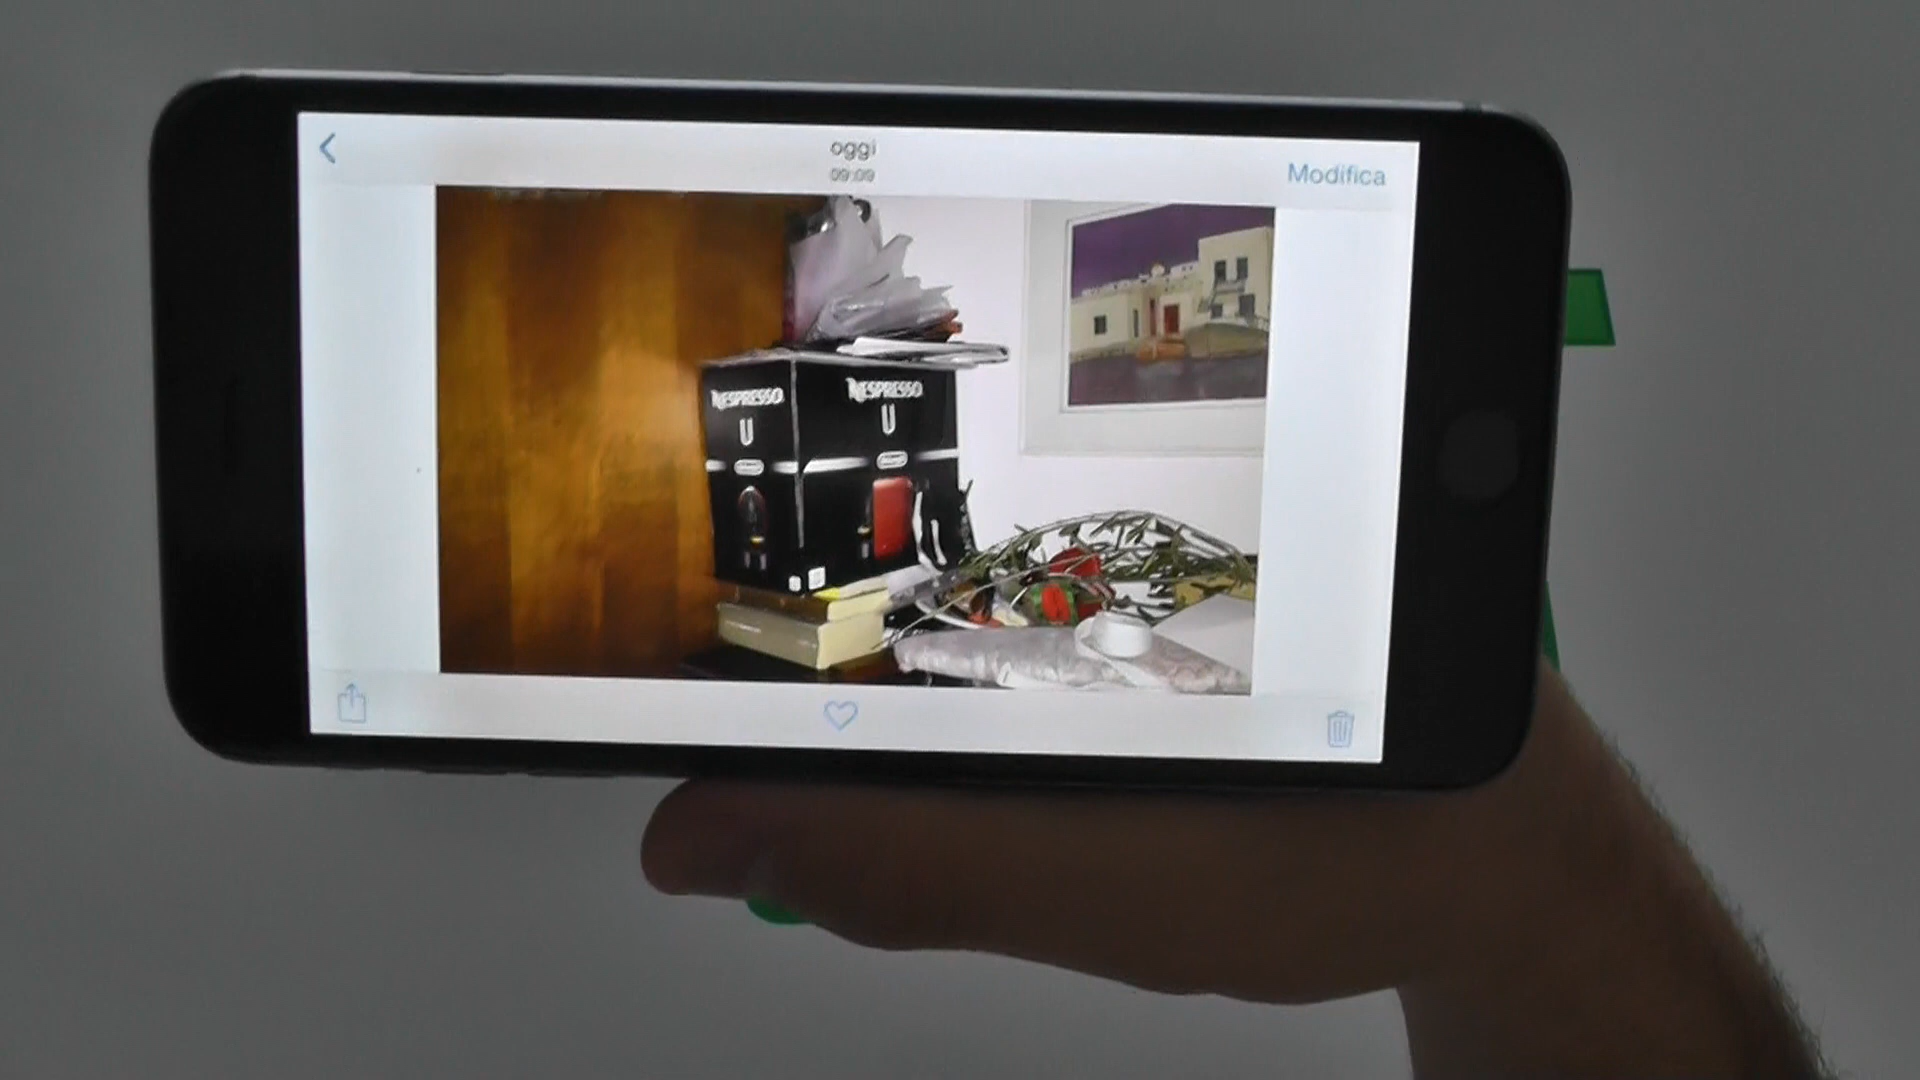 oggi
09:09
Modifica
NESPRESSO
U
NESPRESSO
U